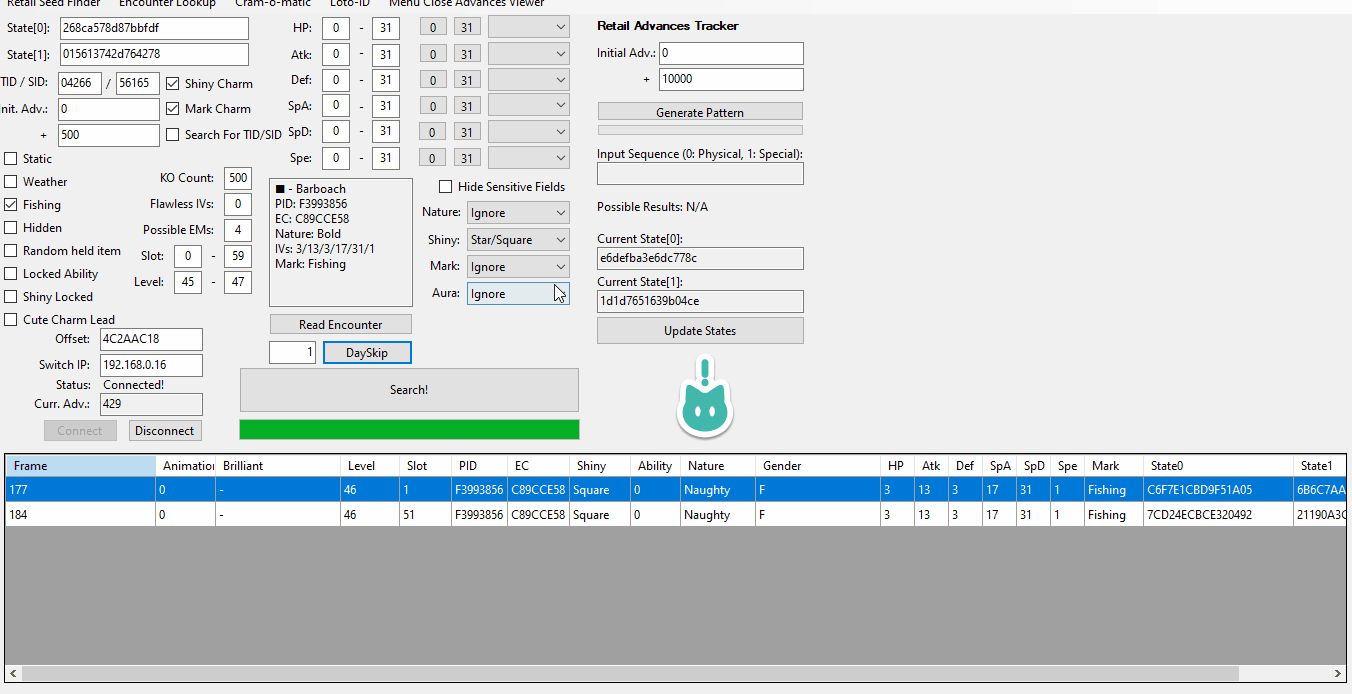 Retail Seed Finder Encounter Lookup Cram-o-matic Loto-ID Menu Close Advances Viewer
State[0]: 268ca578d87bbfdf
State[1]: 015613742d764278
TID / SID: 04266 / 56165 Shiny Charm
Init. Adv.: 0 Mark Charm
+ 500 Search For TID/SID
Static
Weather
Fishing
Hidden
Random held item
Locked Ability
Shiny Locked
Cute Charm Lead
KO Count: 500
Flawless IVs: 0
Possible EMs: 4
Slot: 0 - 59
Level: 45 - 47
Offset: 4C2AAC18
Switch IP: 192.168.0.16
Status: Connected!
Curr. Adv.: 429
Connect Disconnect
HP: 0 - 31 0 31
Atk: 0 - 31 0 31
Def: 0 - 31 0 31
SpA: 0 - 31 0 31
SpD: 0 - 31 0 31
Spe: 0 - 31 0 31
■ - Barboach
PID: F3993856
EC: C89CCE58
Nature: Bold
IVs: 3/13/3/17/31/1
Mark: Fishing
Read Encounter
1 DaySkip
Search!
Hide Sensitive Fields
Nature: Ignore
Shiny: Star/Square
Mark: Ignore
Aura: Ignore
Retail Advances Tracker
Initial Adv.: 0
+ 10000
Generate Pattern
Input Sequence (0: Physical, 1: Special):
Possible Results: N/A
Current State[0]:
e6defba3e6dc778c
Current State[1]:
1d1d7651639b04ce
Update States
Frame Animation Brilliant Level Slot PID EC Shiny Ability Nature Gender HP Atk Def SpA SpD Spe Mark State0 State1
177 0 - 46 1 F3993856 C89CCE58 Square 0 Naughty F 3 13 3 17 31 1 Fishing C6F7E1CBD9F51A05 6B6C7AA
184 0 - 46 51 F3993856 C89CCE58 Square 0 Naughty F 3 13 3 17 31 1 Fishing 7CD24ECBCE320492 21190A3C